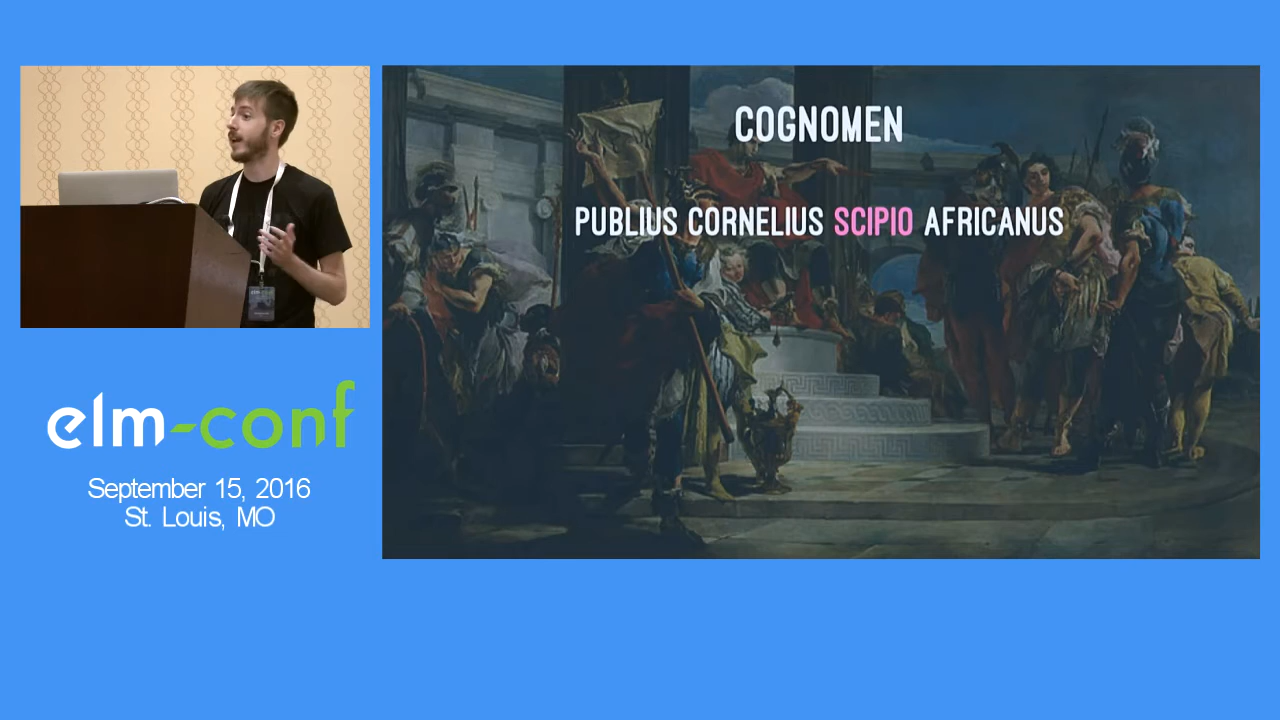 COGNOMEN
PUBLIUS CORNELIUS SCIPIO AFRICANUS
elm-conf
September 15, 2016
St. Louis, MO